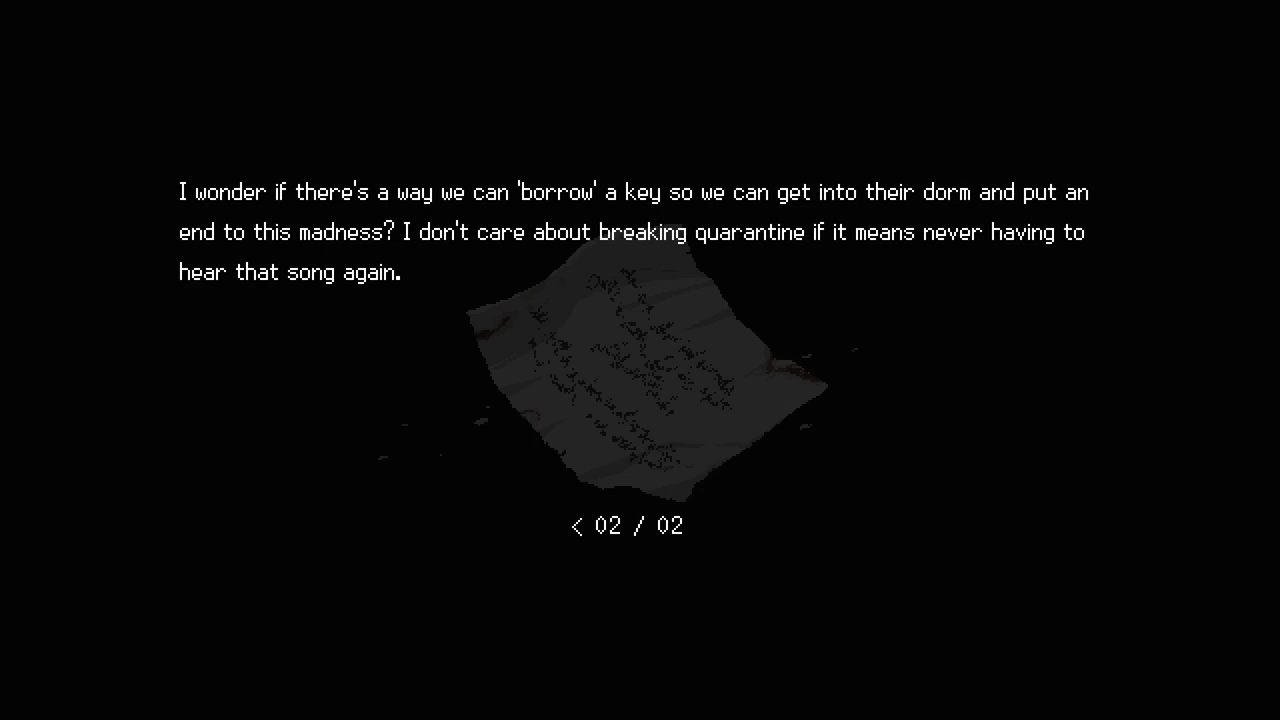 I wonder if there's a way we can 'borrow' a key so we can get into their dorm and put an
end to this madness? I don't care about breaking quarantine if it means never having to
hear that song again.
< 02 / 02